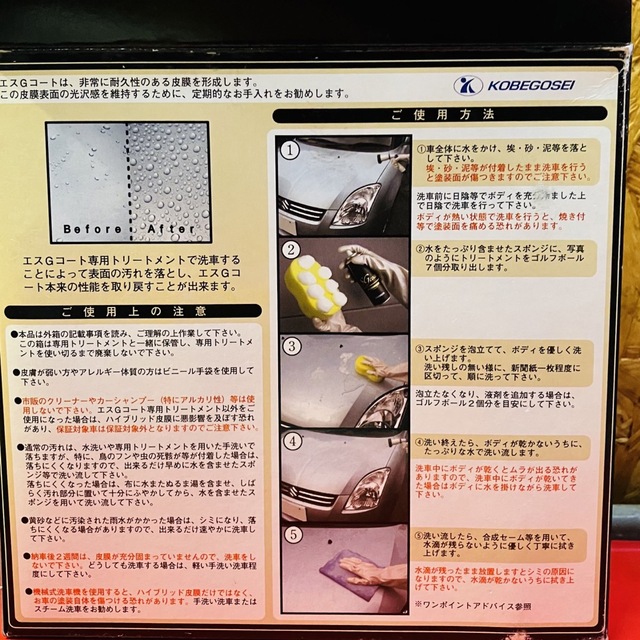 エスGコートは、非常に耐久性のある皮膜を形成します。
この皮膜表面の光沢感を維持するために、定期的なお手入れをお勧めします。
KOBEGOSEI
Before After
エスGコート専用トリートメントで洗車する
ことによって表面の汚れを落とし、エスGコ
ート本来の性能を取り戻すことが出来ます。
ご使用上の注意
●本品は外箱の記載事項を読み、ご理解の上作業して下さい。
この箱は専用トリートメントと一緒に保管し、専用トリートメ
ントを使い切るまで廃棄しないで下さい。
●皮膚が弱い方やアレルギー体質の方はビニール手袋を使用して
下さい。
●市販のクリーナーやカーシャンプー（特にアルカリ性）等は使
用しないで下さい。エスGコート専用トリートメント以外をご
使用になった場合は、ハイブリッド皮膜に悪影響を及ぼす恐れ
があり、保証対象車は保証対象外となりますのでご注意下さい。
●通常の汚れは、水洗いや専用トリートメントを用いた手洗いで
落ちますが、特に、鳥のフンや虫の死骸等が付着した場合は、
落ちにくくなりますので、出来るだけ早めに水を含ませたスポ
ンジ等で洗い流して下さい。
落ちにくくなった場合は、布に水またぬるま湯を含ませ、しば
らく汚れ部分に置いて十分にふやかしてから、水を含ませたス
ポンジを用いて洗い流して下さい。
●黄砂などに汚染された雨水がかかった場合は、シミになり、落
ちにくくなる場合がありますので、出来るだけ速やかに洗車し
て下さい。
●納車後２週間は、皮膜が充分固まっていませんので、洗車をし
ないで下さい。どうしても洗車する場合は、軽い手洗い洗車程
度にして下さい。
●機械式洗車機を使用すると、ハイブリッド皮膜だけではなく、
お車の塗装自体を傷つける恐れがあります。手洗い洗車または
スチーム洗車をお勧めします。
ご使用方法
①
①車全体に水をかけ、埃・砂・泥等を落と
して下さい。
埃・砂・泥等が付着したまま洗車を行う
と塗装面が傷つきますのでご注意下さい。
洗車前に日陰等でボディを充分冷ました上
で日陰で洗車を行って下さい。
ボディが熱い状態で洗車を行うと、焼き付
等で塗装面を痛める恐れがあります。
②
②水をたっぷり含ませたスポンジに、写真
のようにトリートメントをゴルフボール
７個分取り出します。
③
③スポンジを泡立てて、ボディを優しく洗
い上げます。
洗い残しの無い様に、新聞紙一枚程度に
区切って、順に洗って下さい。
泡立たなくなり、液剤を追加する場合は、
ゴルフボール２個分を目安にして下さい。
④
④洗い終えたら、ボディが乾かないうちに、
たっぷりな水で洗い流します。
洗車中にボディが乾くとムラが出る恐れが
ありますので、洗車中にボディが乾いてき
た場合はボディに水を掛けながら洗車して
下さい。
⑤
⑤洗い流したら、合成セーム等を用いて、
水滴が残らないように優しく丁寧に拭き
上げます。
水滴が残ったまま放置しますとシミの原因に
なりますので、水滴が乾かないうちに拭き上
げて下さい。
※ワンポイントアドバイス参照